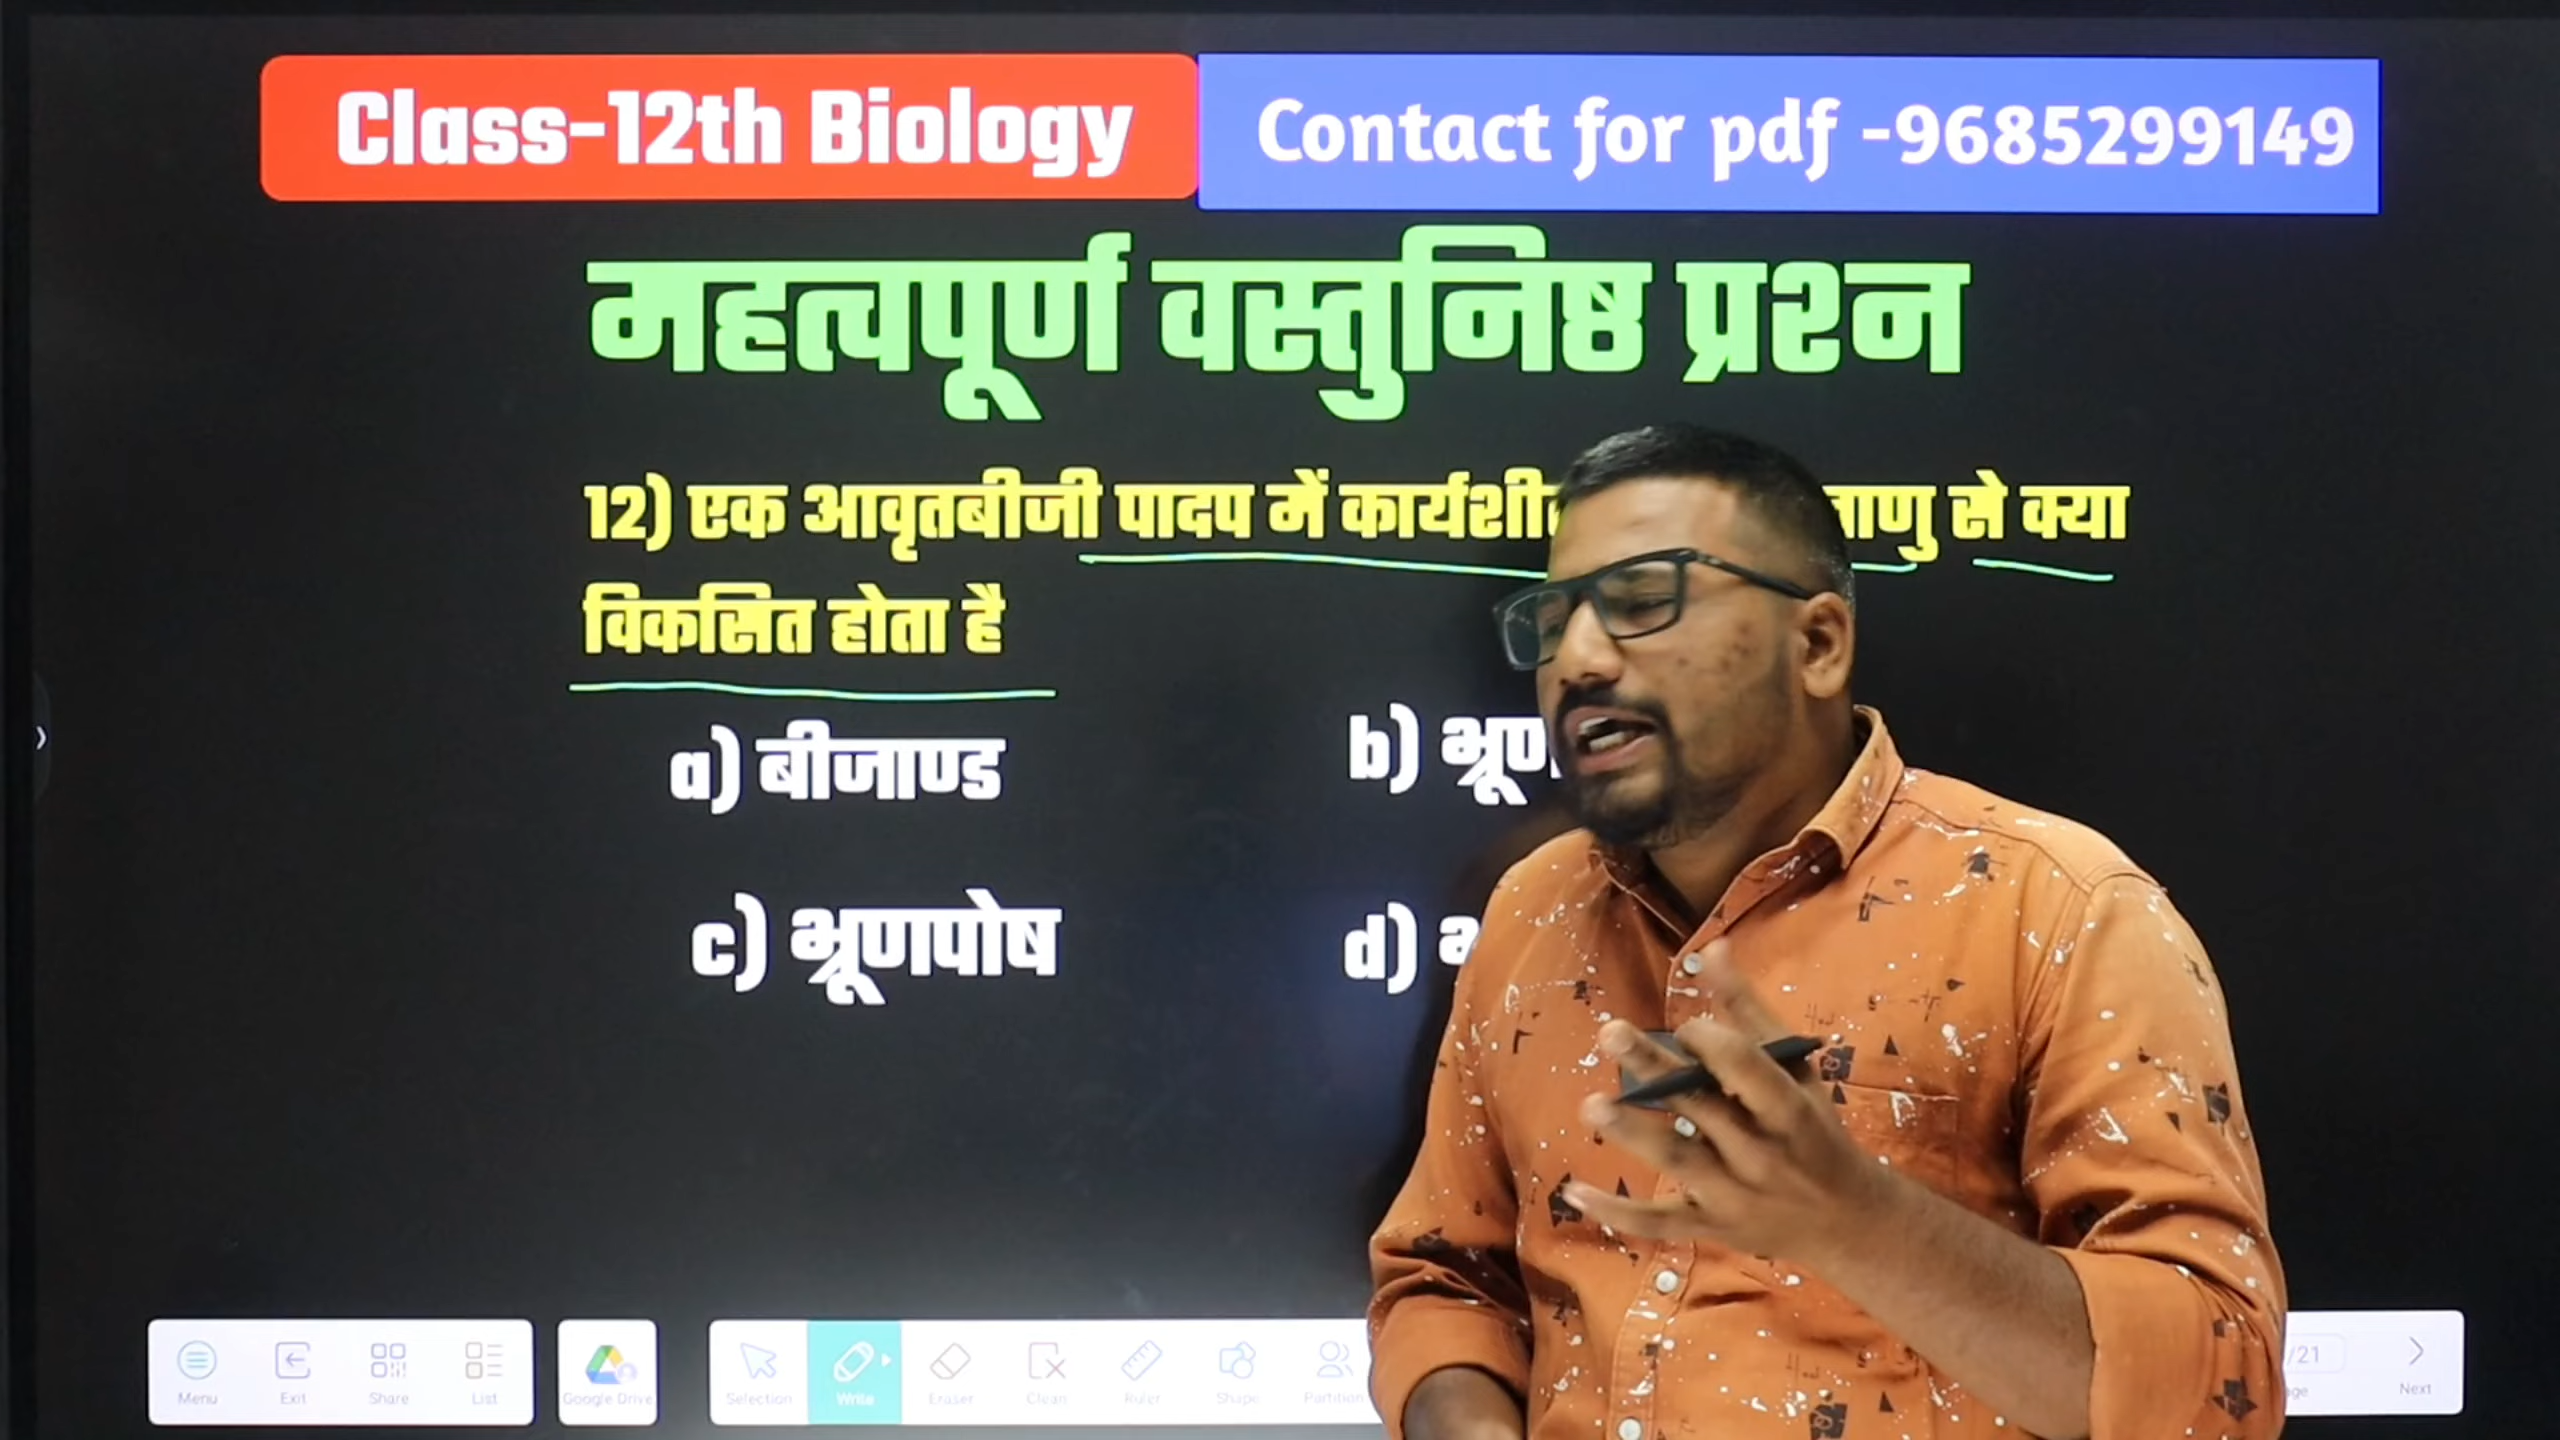 Class-12th Biology
Contact for pdf -9685299149
महत्वपूर्ण वस्तुनिष्ठ प्रश्न
12) एक आवृतबीजी पादप में से क्या
विकसित होता है
a) बीजाण्ड
b)
c) भ्रूणपोष
d)
Menu
Exit
Share
List
Google Drive
Selection
Write
Eraser
Clean
Ruler
Shape
Partition
/21
Next